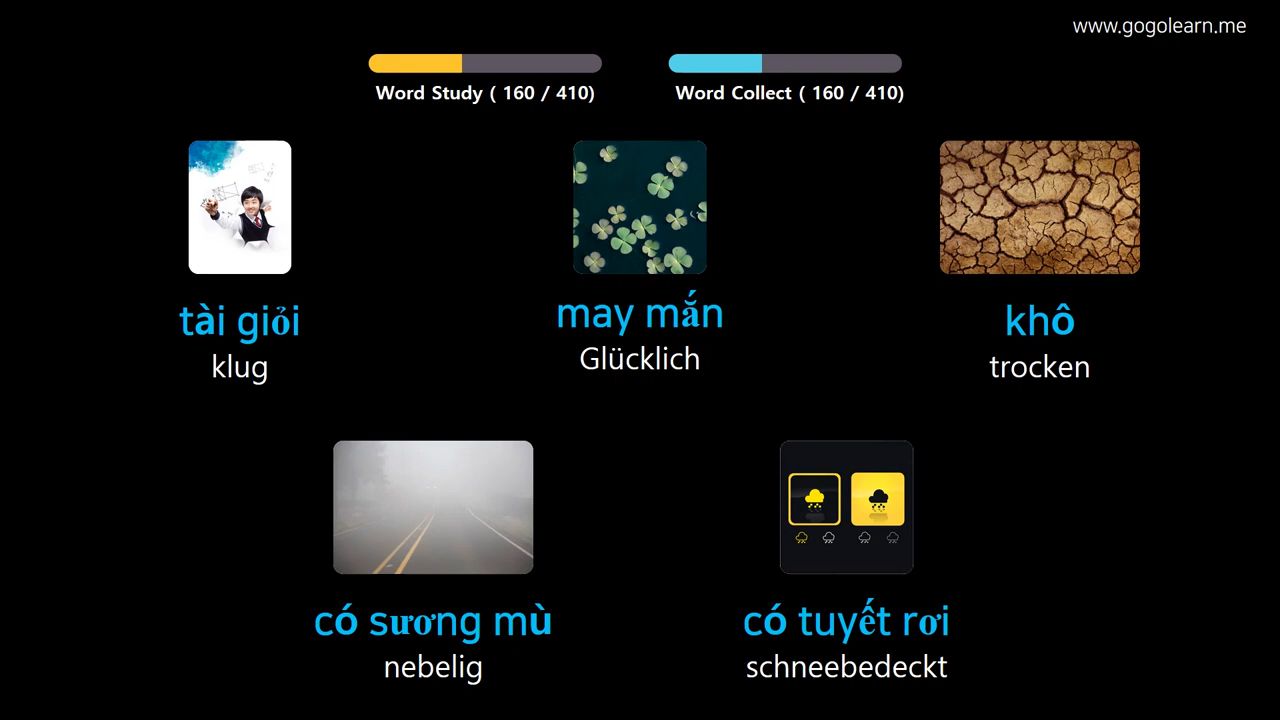 www.gogolearn.me
Word Study ( 160 / 410)
Word Collect ( 160 / 410)
tài giỏi
klug
may mắn
Glücklich
khô
trocken
có sương mù
nebelig
có tuyết rơi
schneebedeckt